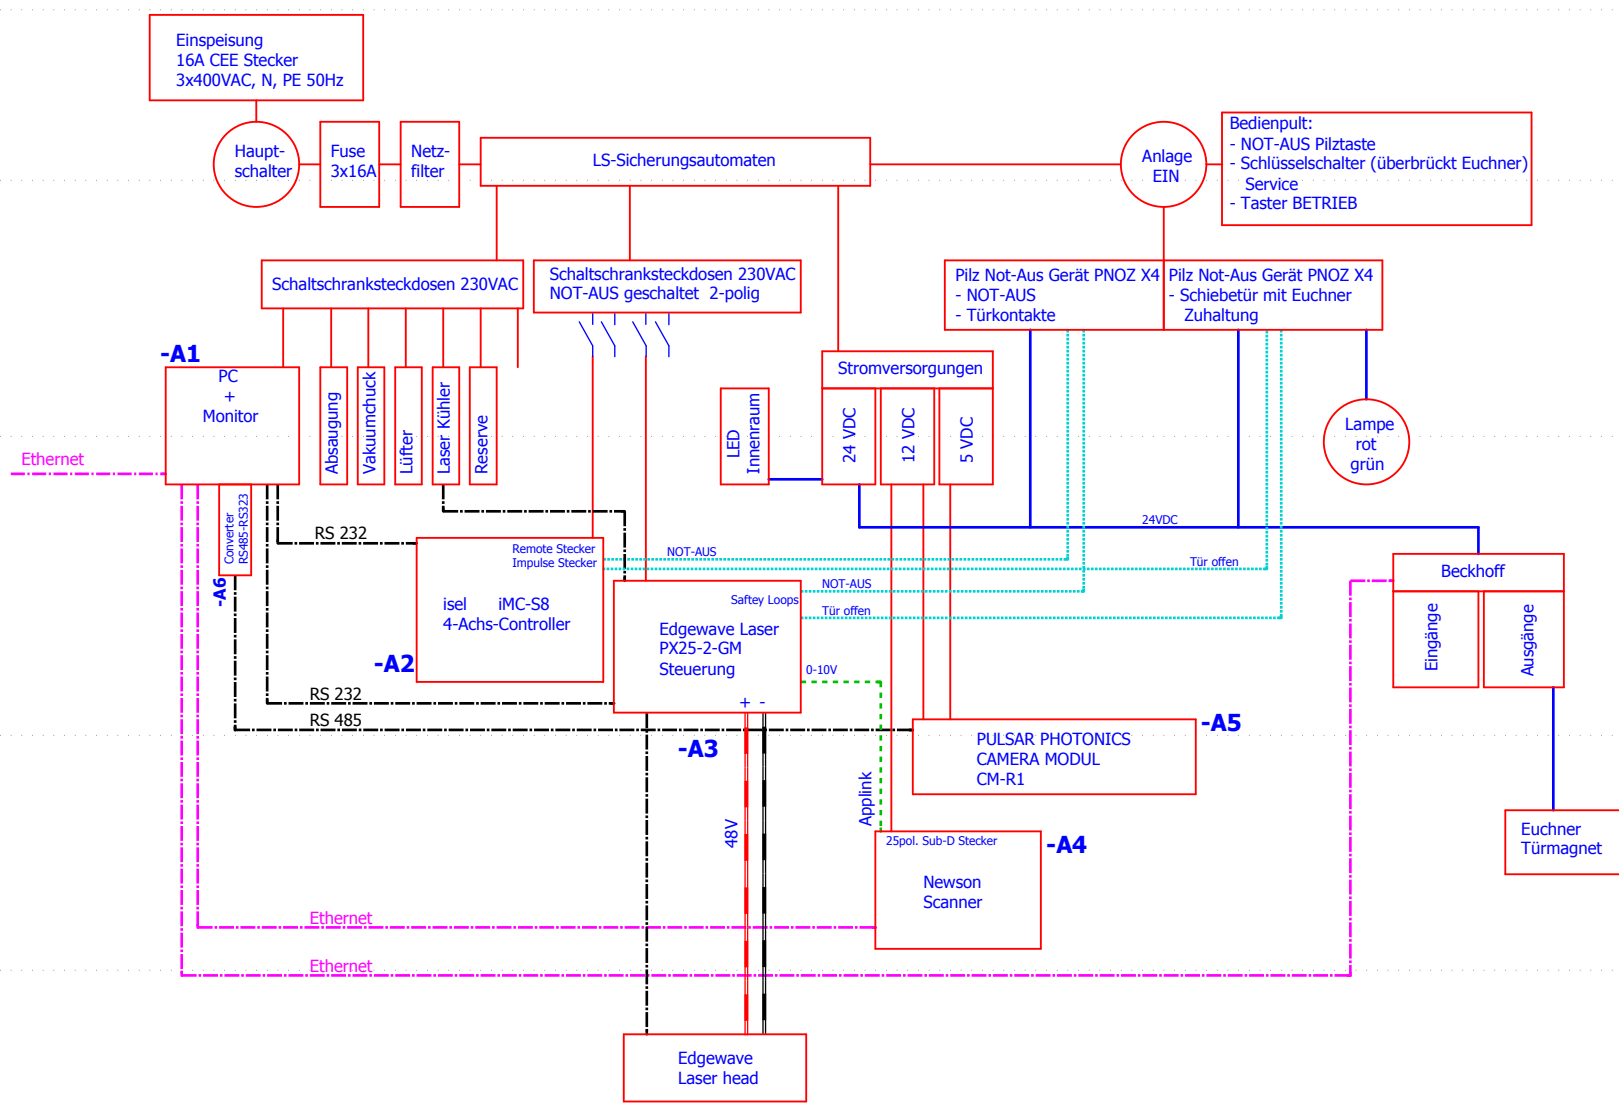 Einspeisung
16A CEE Stecker
3x400VAC, N, PE 50Hz
Haupt-
schalter
Fuse
3x16A
Netz-
filter
LS-Sicherungsautomaten
Anlage
EIN
Bedienpult:
- NOT-AUS Pilztaste
- Schlüsselschalter (überbrückt Euchner)
Service
- Taster BETRIEB
Schaltschranksteckdosen 230VAC
Schaltschranksteckdosen 230VAC
NOT-AUS geschaltet 2-polig
Pilz Not-Aus Gerät PNOZ X4
- NOT-AUS
- Türkontakte
Pilz Not-Aus Gerät PNOZ X4
- Schiebetür mit Euchner
Zuhaltung
-A1
PC
+
Monitor
Absaugung
Vakuumchuck
Lüfter
Laser Kühler
Reserve
Stromversorgungen
24 VDC
12 VDC
5 VDC
LED
Innenraum
Lampe
rot
grün
Ethernet
Converter
RS485-RS323
-A6
RS 232
24VDC
Remote Stecker
Impulse Stecker
isel iMC-S8
4-Achs-Controller
-A2
NOT-AUS
Tür offen
NOT-AUS
Tür offen
Saftey Loops
Edgewave Laser
PX25-2-GM
Steuerung
+ -
0-10V
-A3
Beckhoff
Eingänge
Ausgänge
RS 232
RS 485
PULSAR PHOTONICS
CAMERA MODUL
CM-R1
-A5
Applink
48V
25pol. Sub-D Stecker
Newson
Scanner
-A4
Euchner
Türmagnet
Ethernet
Ethernet
Edgewave
Laser head